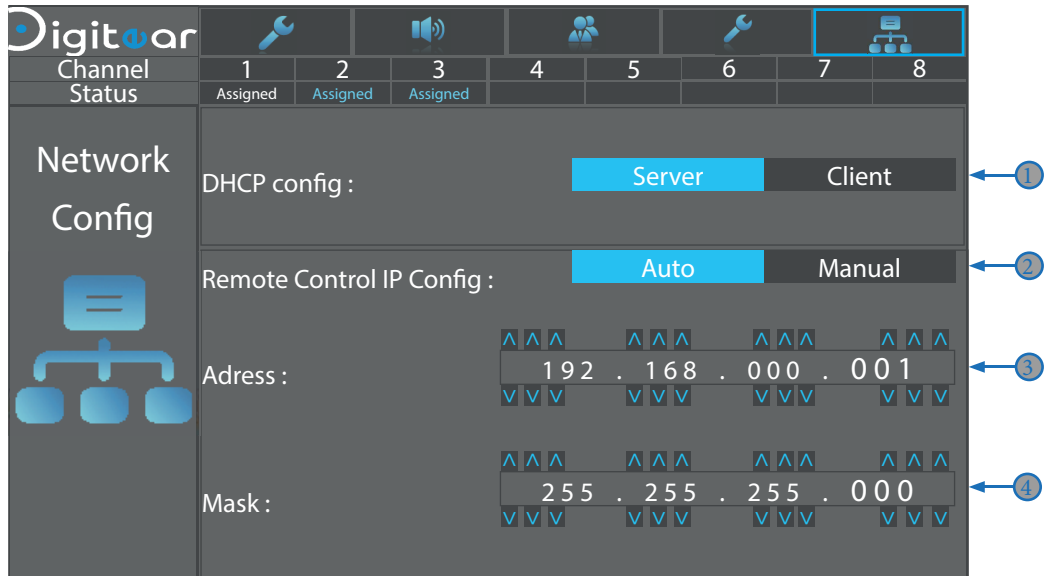 Digitear
Channel 1 2 3 4 5 6 7 8
Status Assigned Assigned Assigned
Network
Config
DHCP config : Server Client 1
Remote Control IP Config : Auto Manual 2
Adress : 192 . 168 . 000 . 001 3
Mask : 255 . 255 . 255 . 000 4